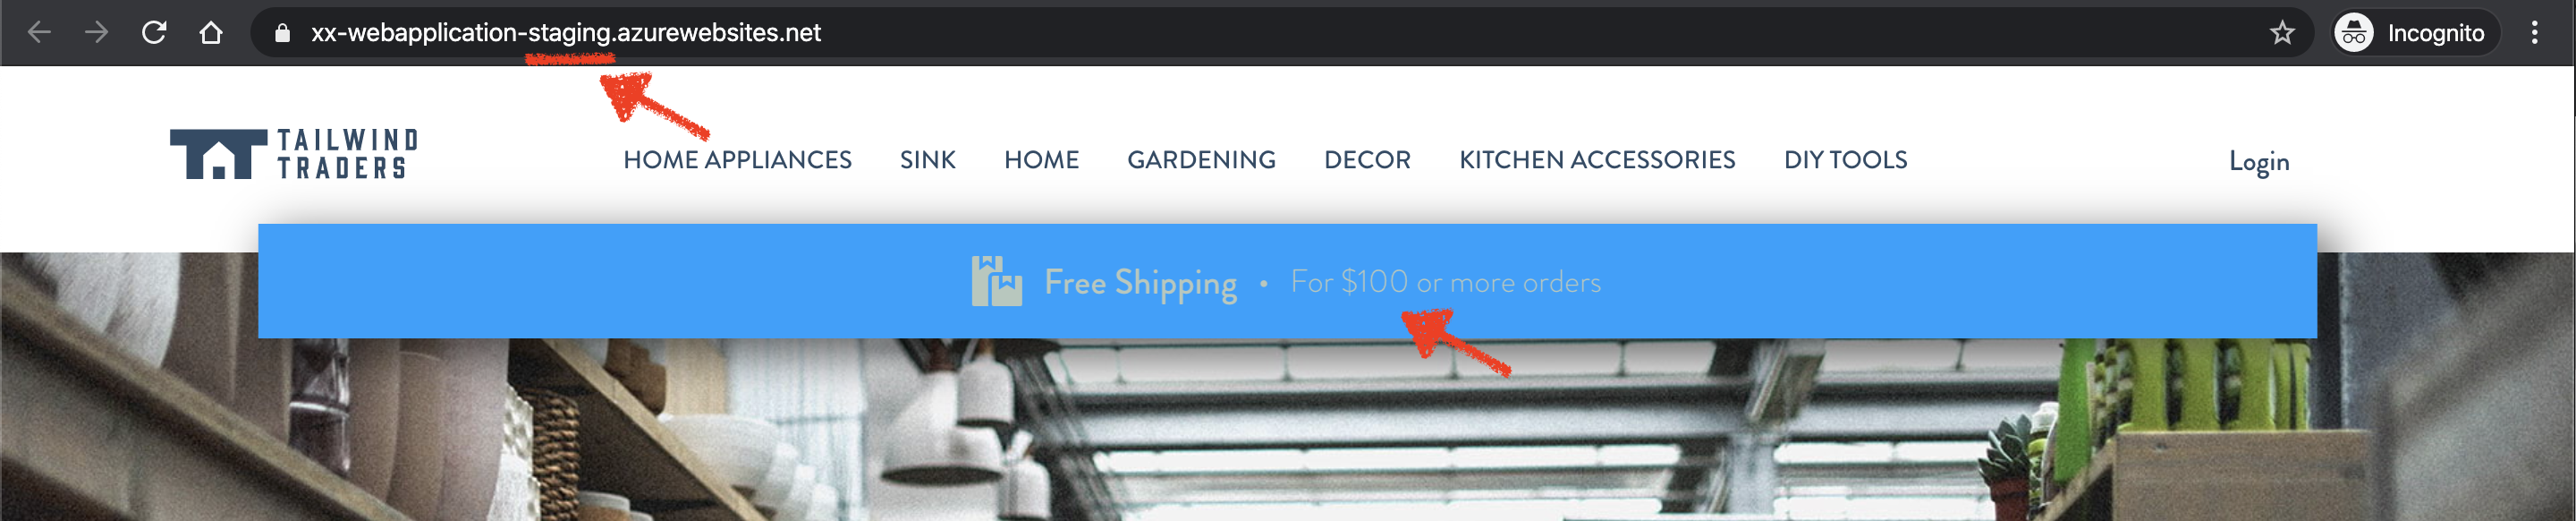 xx-webapplication-staging.azurewebsites.net
Incognito
TAILWIND
TRADERS
HOME APPLIANCES SINK HOME GARDENING DECOR KITCHEN ACCESSORIES DIY TOOLS Login
Free Shipping • For $100 or more orders